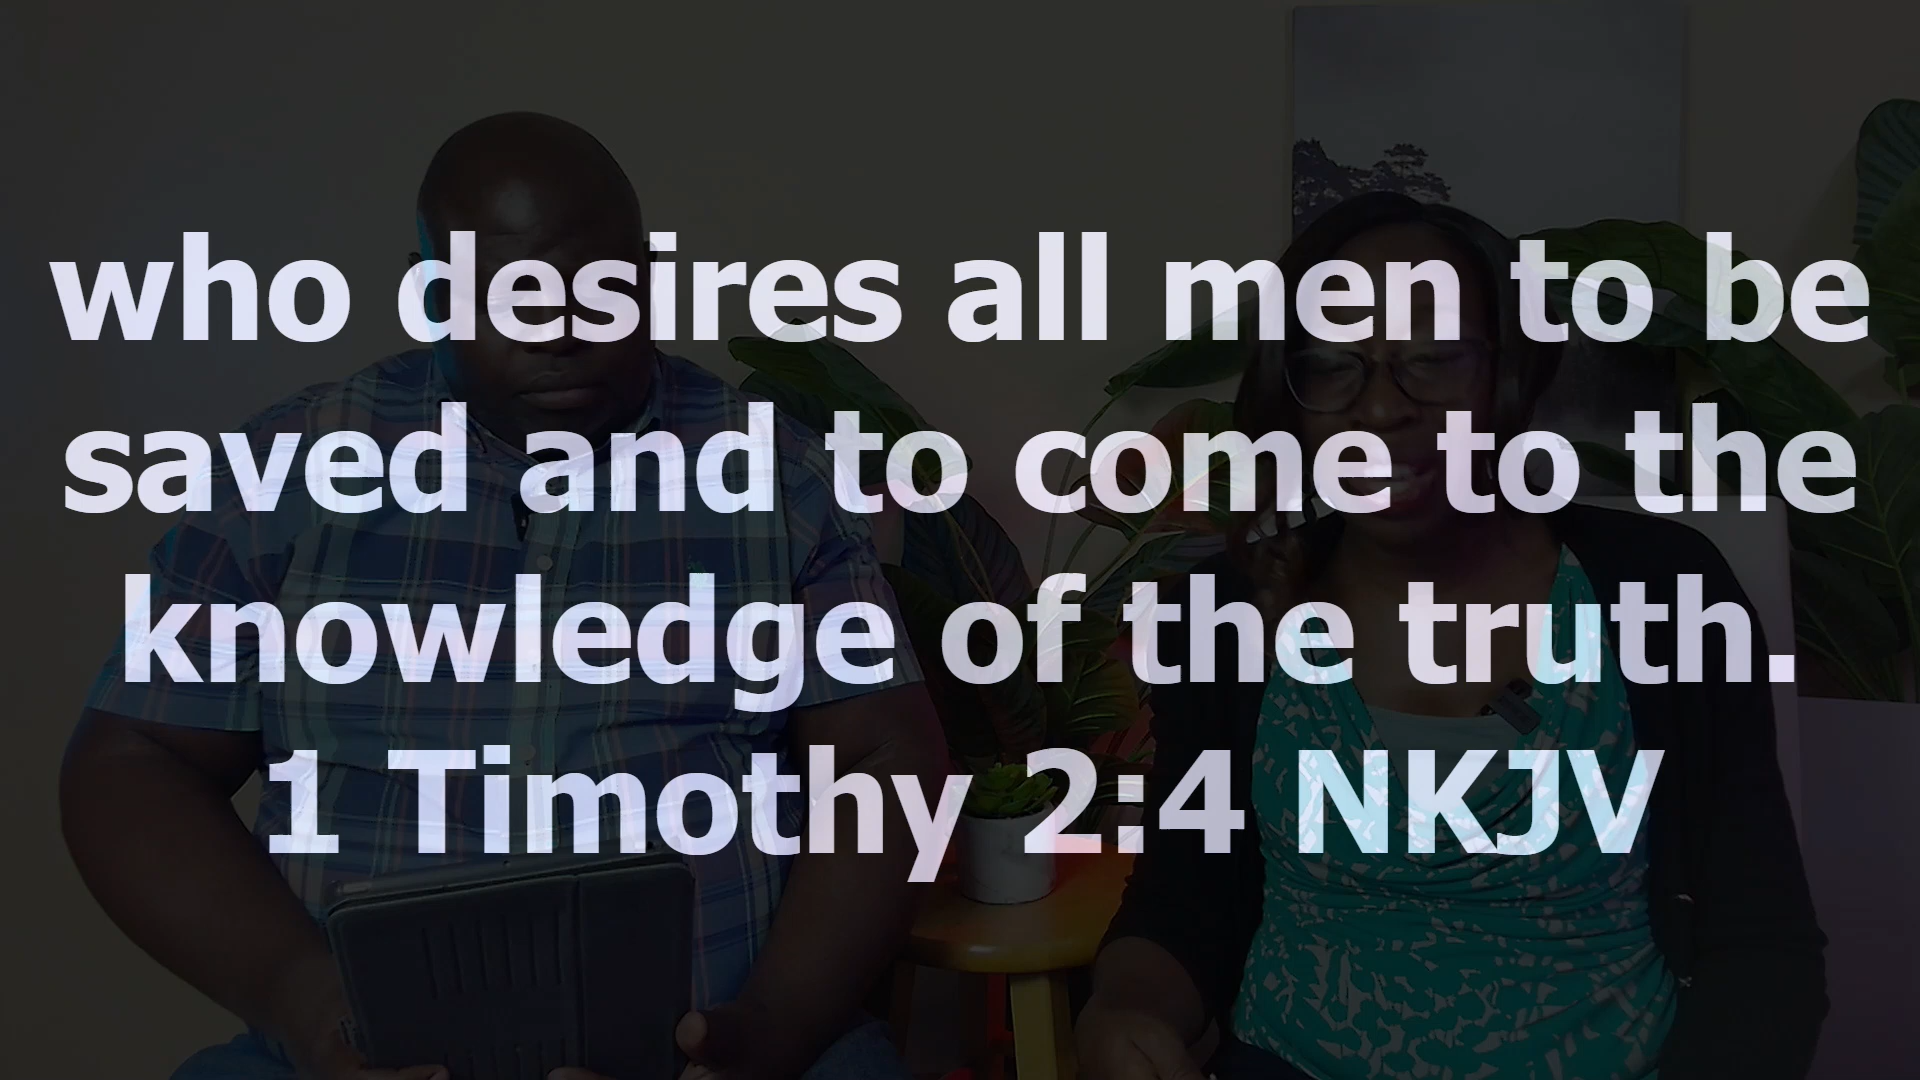 who desires all men to be
saved and to come to the
knowledge of the truth.
1 Timothy 2:4 NKJV